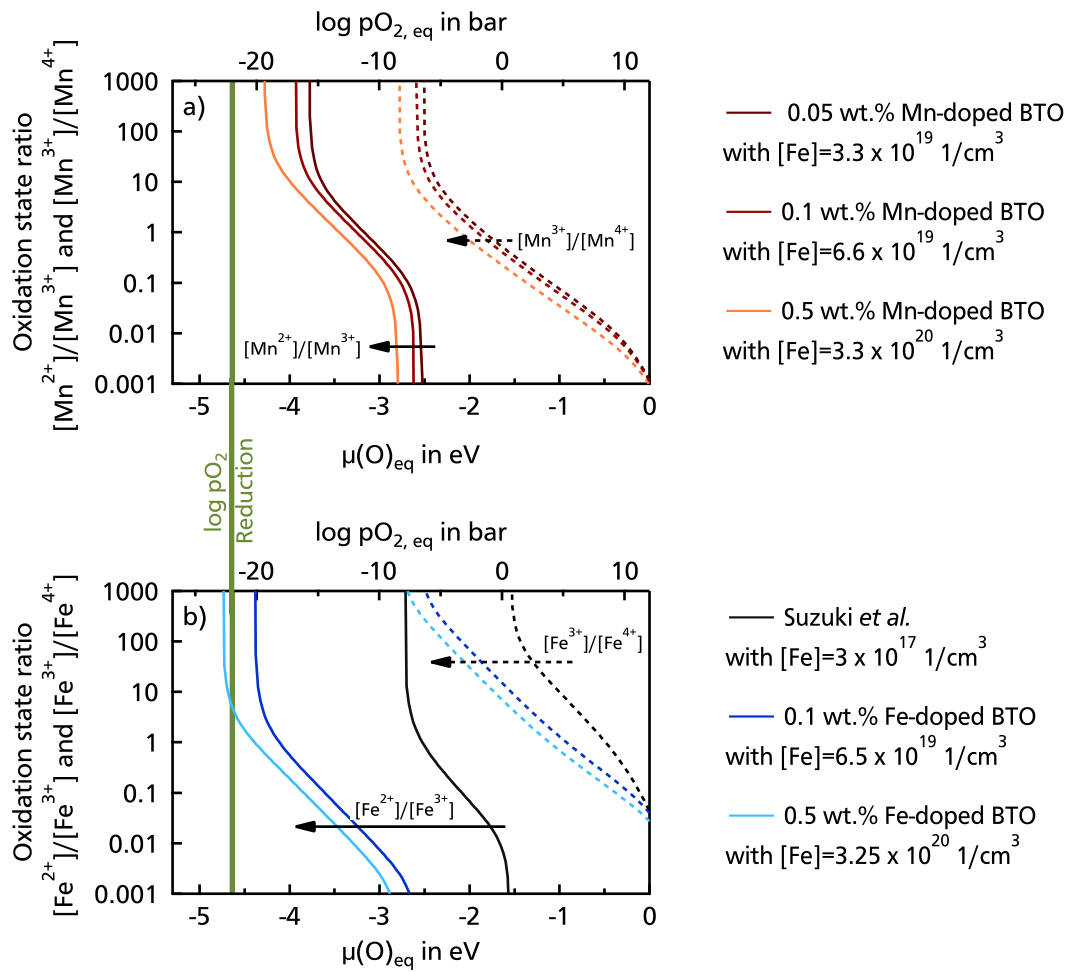 log pO2, eq in bar
-20 -10 0 10
Oxidation state ratio
[Mn2+]/[Mn3+] and [Mn3+]/[Mn4+]
1000
100
10
1
0.1
0.01
0.001
a)
[Mn3+]/[Mn4+]
[Mn2+]/[Mn3+]
-5 -4 -3 -2 -1 0
μ(O)eq in eV
0.05 wt.% Mn-doped BTO
with [Fe]=3.3 x 10^19 1/cm^3
0.1 wt.% Mn-doped BTO
with [Fe]=6.6 x 10^19 1/cm^3
0.5 wt.% Mn-doped BTO
with [Fe]=3.3 x 10^20 1/cm^3
log pO2
Reduction
log pO2, eq in bar
-20 -10 0 10
Oxidation state ratio
[Fe2+]/[Fe3+] and [Fe3+]/[Fe4+]
1000
100
10
1
0.1
0.01
0.001
b)
[Fe3+]/[Fe4+]
[Fe2+]/[Fe3+]
-5 -4 -3 -2 -1 0
μ(O)eq in eV
Suzuki et al.
with [Fe]=3 x 10^17 1/cm^3
0.1 wt.% Fe-doped BTO
with [Fe]=6.5 x 10^19 1/cm^3
0.5 wt.% Fe-doped BTO
with [Fe]=3.25 x 10^20 1/cm^3